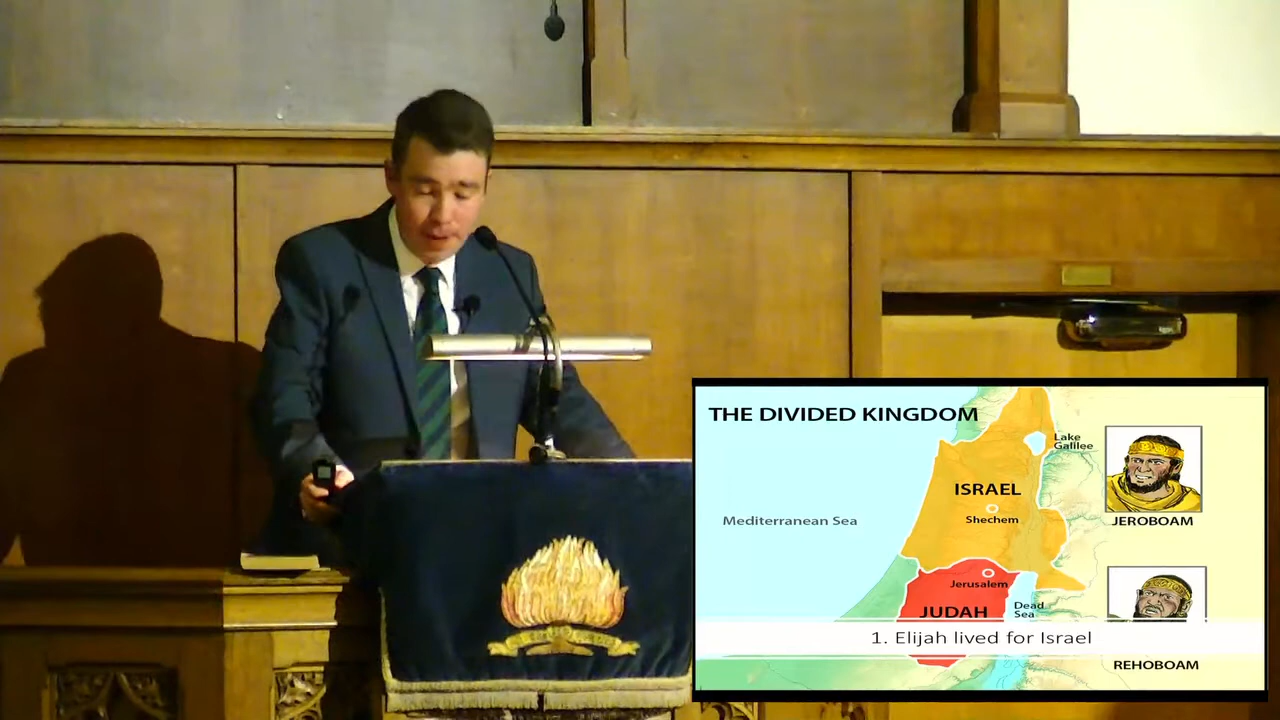 THE DIVIDED KINGDOM
Lake
Galilee
ISRAEL
Shechem
Mediterranean Sea
JEROBOAM
Jerusalem
JUDAH
Dead
Sea
1. Elijah lived for Israel
REHOBOAM